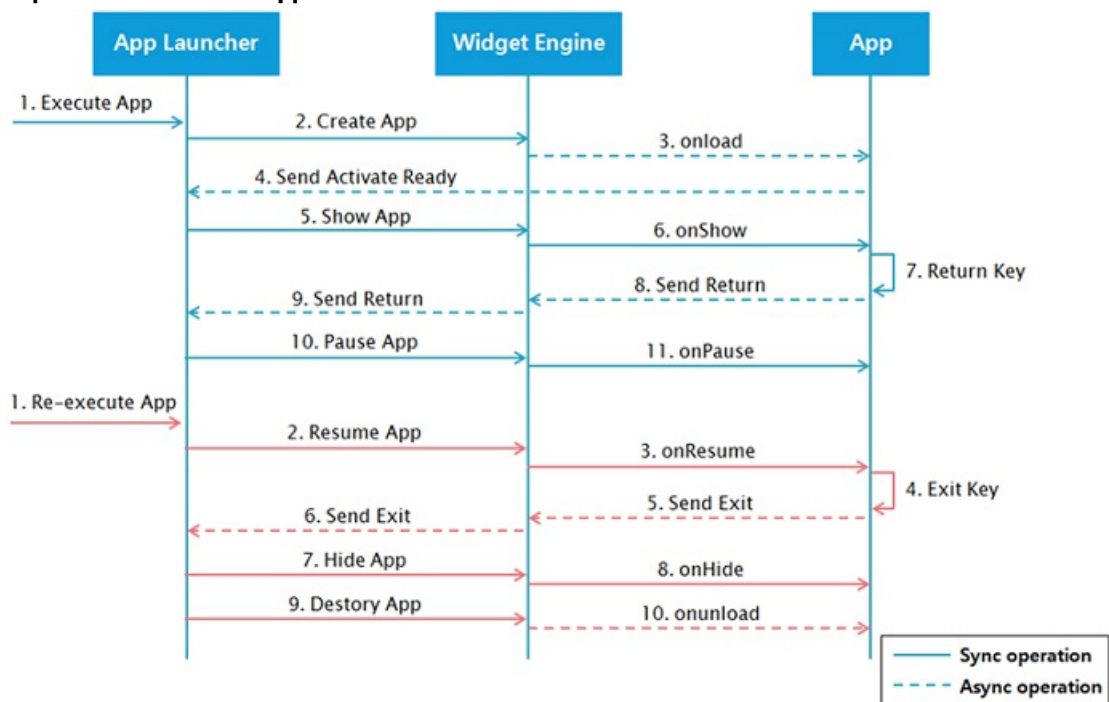 App Launcher
Widget Engine
App
1. Execute App
2. Create App
3. onload
4. Send Activate Ready
5. Show App
6. onShow
7. Return Key
8. Send Return
9. Send Return
10. Pause App
11. onPause
1. Re-execute App
2. Resume App
3. onResume
4. Exit Key
5. Send Exit
6. Send Exit
7. Hide App
8. onHide
9. Destory App
10. onunload
Sync operation
Async operation